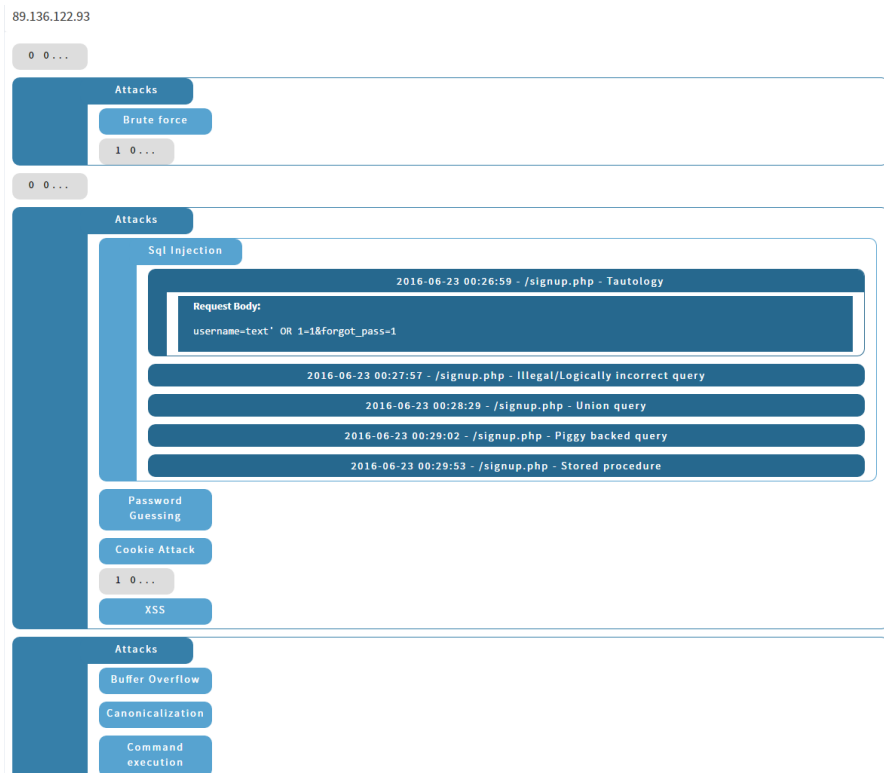 89.136.122.93
0 0...
Attacks
Brute force
1 0...
0 0...
Attacks
Sql Injection
2016-06-23 00:26:59 - /signup.php - Tautology
Request Body:
username=text' OR 1=1&forgot_pass=1
2016-06-23 00:27:57 - /signup.php - Illegal/Logically incorrect query
2016-06-23 00:28:29 - /signup.php - Union query
2016-06-23 00:29:02 - /signup.php - Piggy backed query
2016-06-23 00:29:53 - /signup.php - Stored procedure
Password
Guessing
Cookie Attack
1 0...
XSS
Attacks
Buffer Overflow
Canonicalization
Command
execution